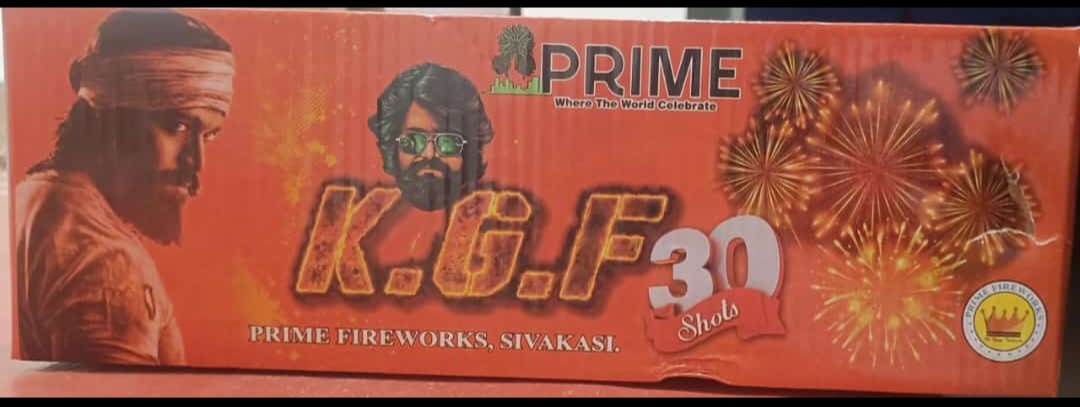 PRIME
Where The World Celebrate
K.G.F
30
Shots
PRIME FIREWORKS, SIVAKASI.
PRIME FIREWORKS